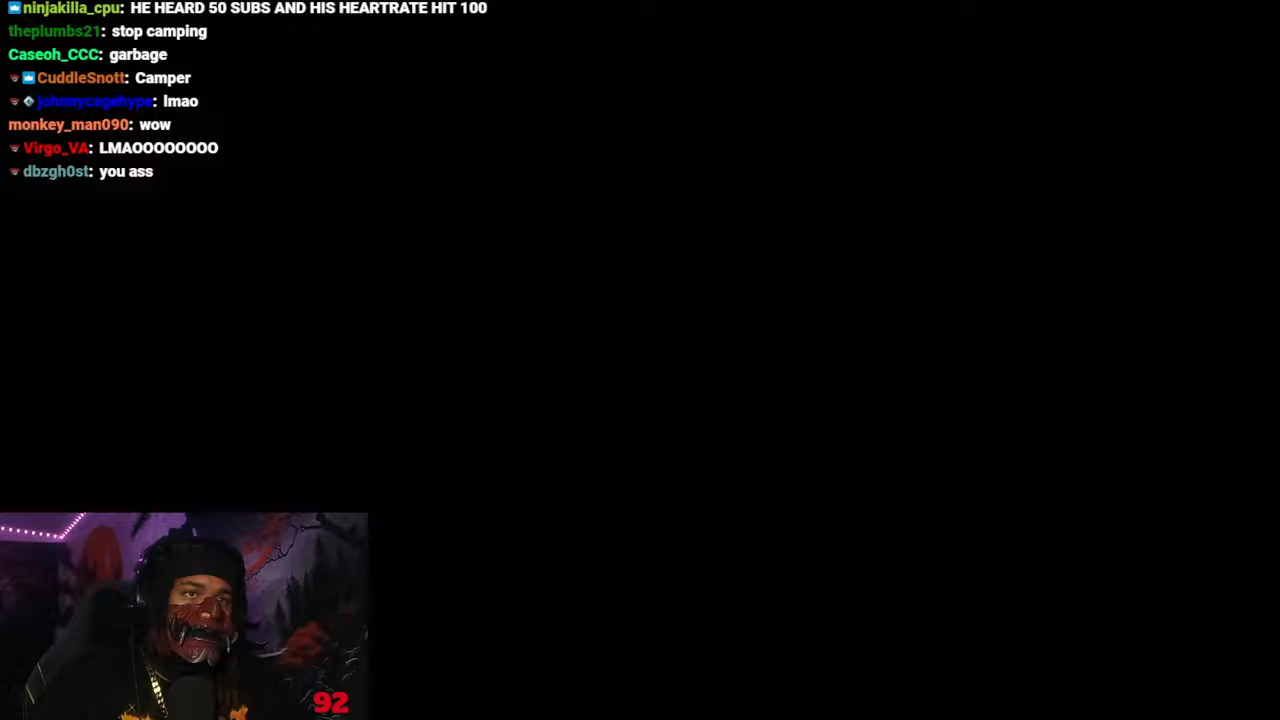 ninjakilla_cpu: HE HEARD 50 SUBS AND HIS HEARTRATE HIT 100
theplumbs21: stop camping
Caseoh_CCC: garbage
CuddleSnott: Camper
johnnycagehype: lmao
monkey_man090: wow
Virgo_VA: LMAOOOOOOOO
dbzgh0st: you ass
92